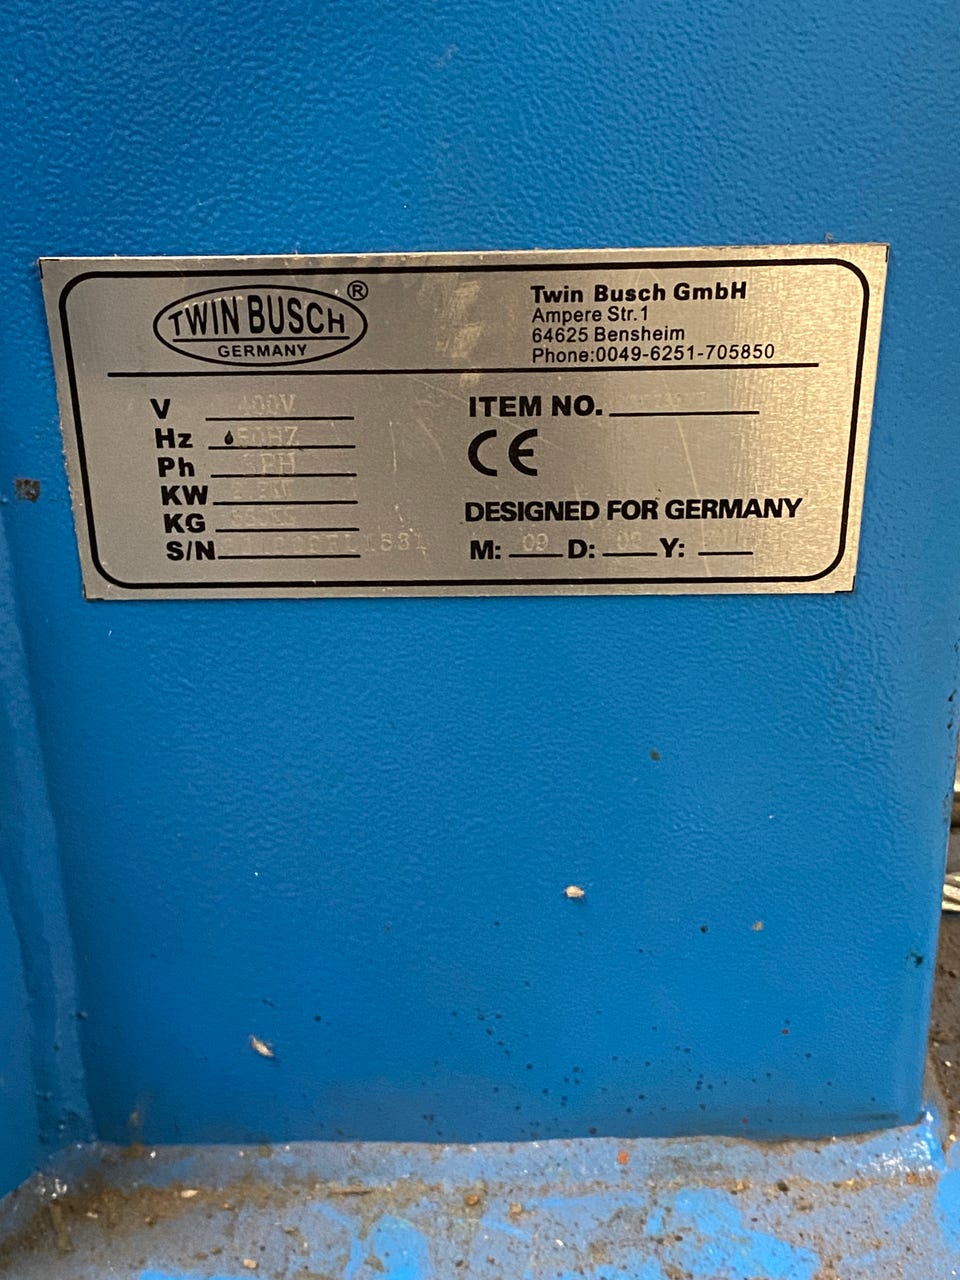 TWIN BUSCH ®
GERMANY
Twin Busch GmbH
Ampere Str.1
64625 Bensheim
Phone:0049-6251-705850
V 400V
Hz 50HZ
Ph 3PH
KW
KG
S/N
ITEM NO.
CE
DESIGNED FOR GERMANY
M: 09 D: Y: